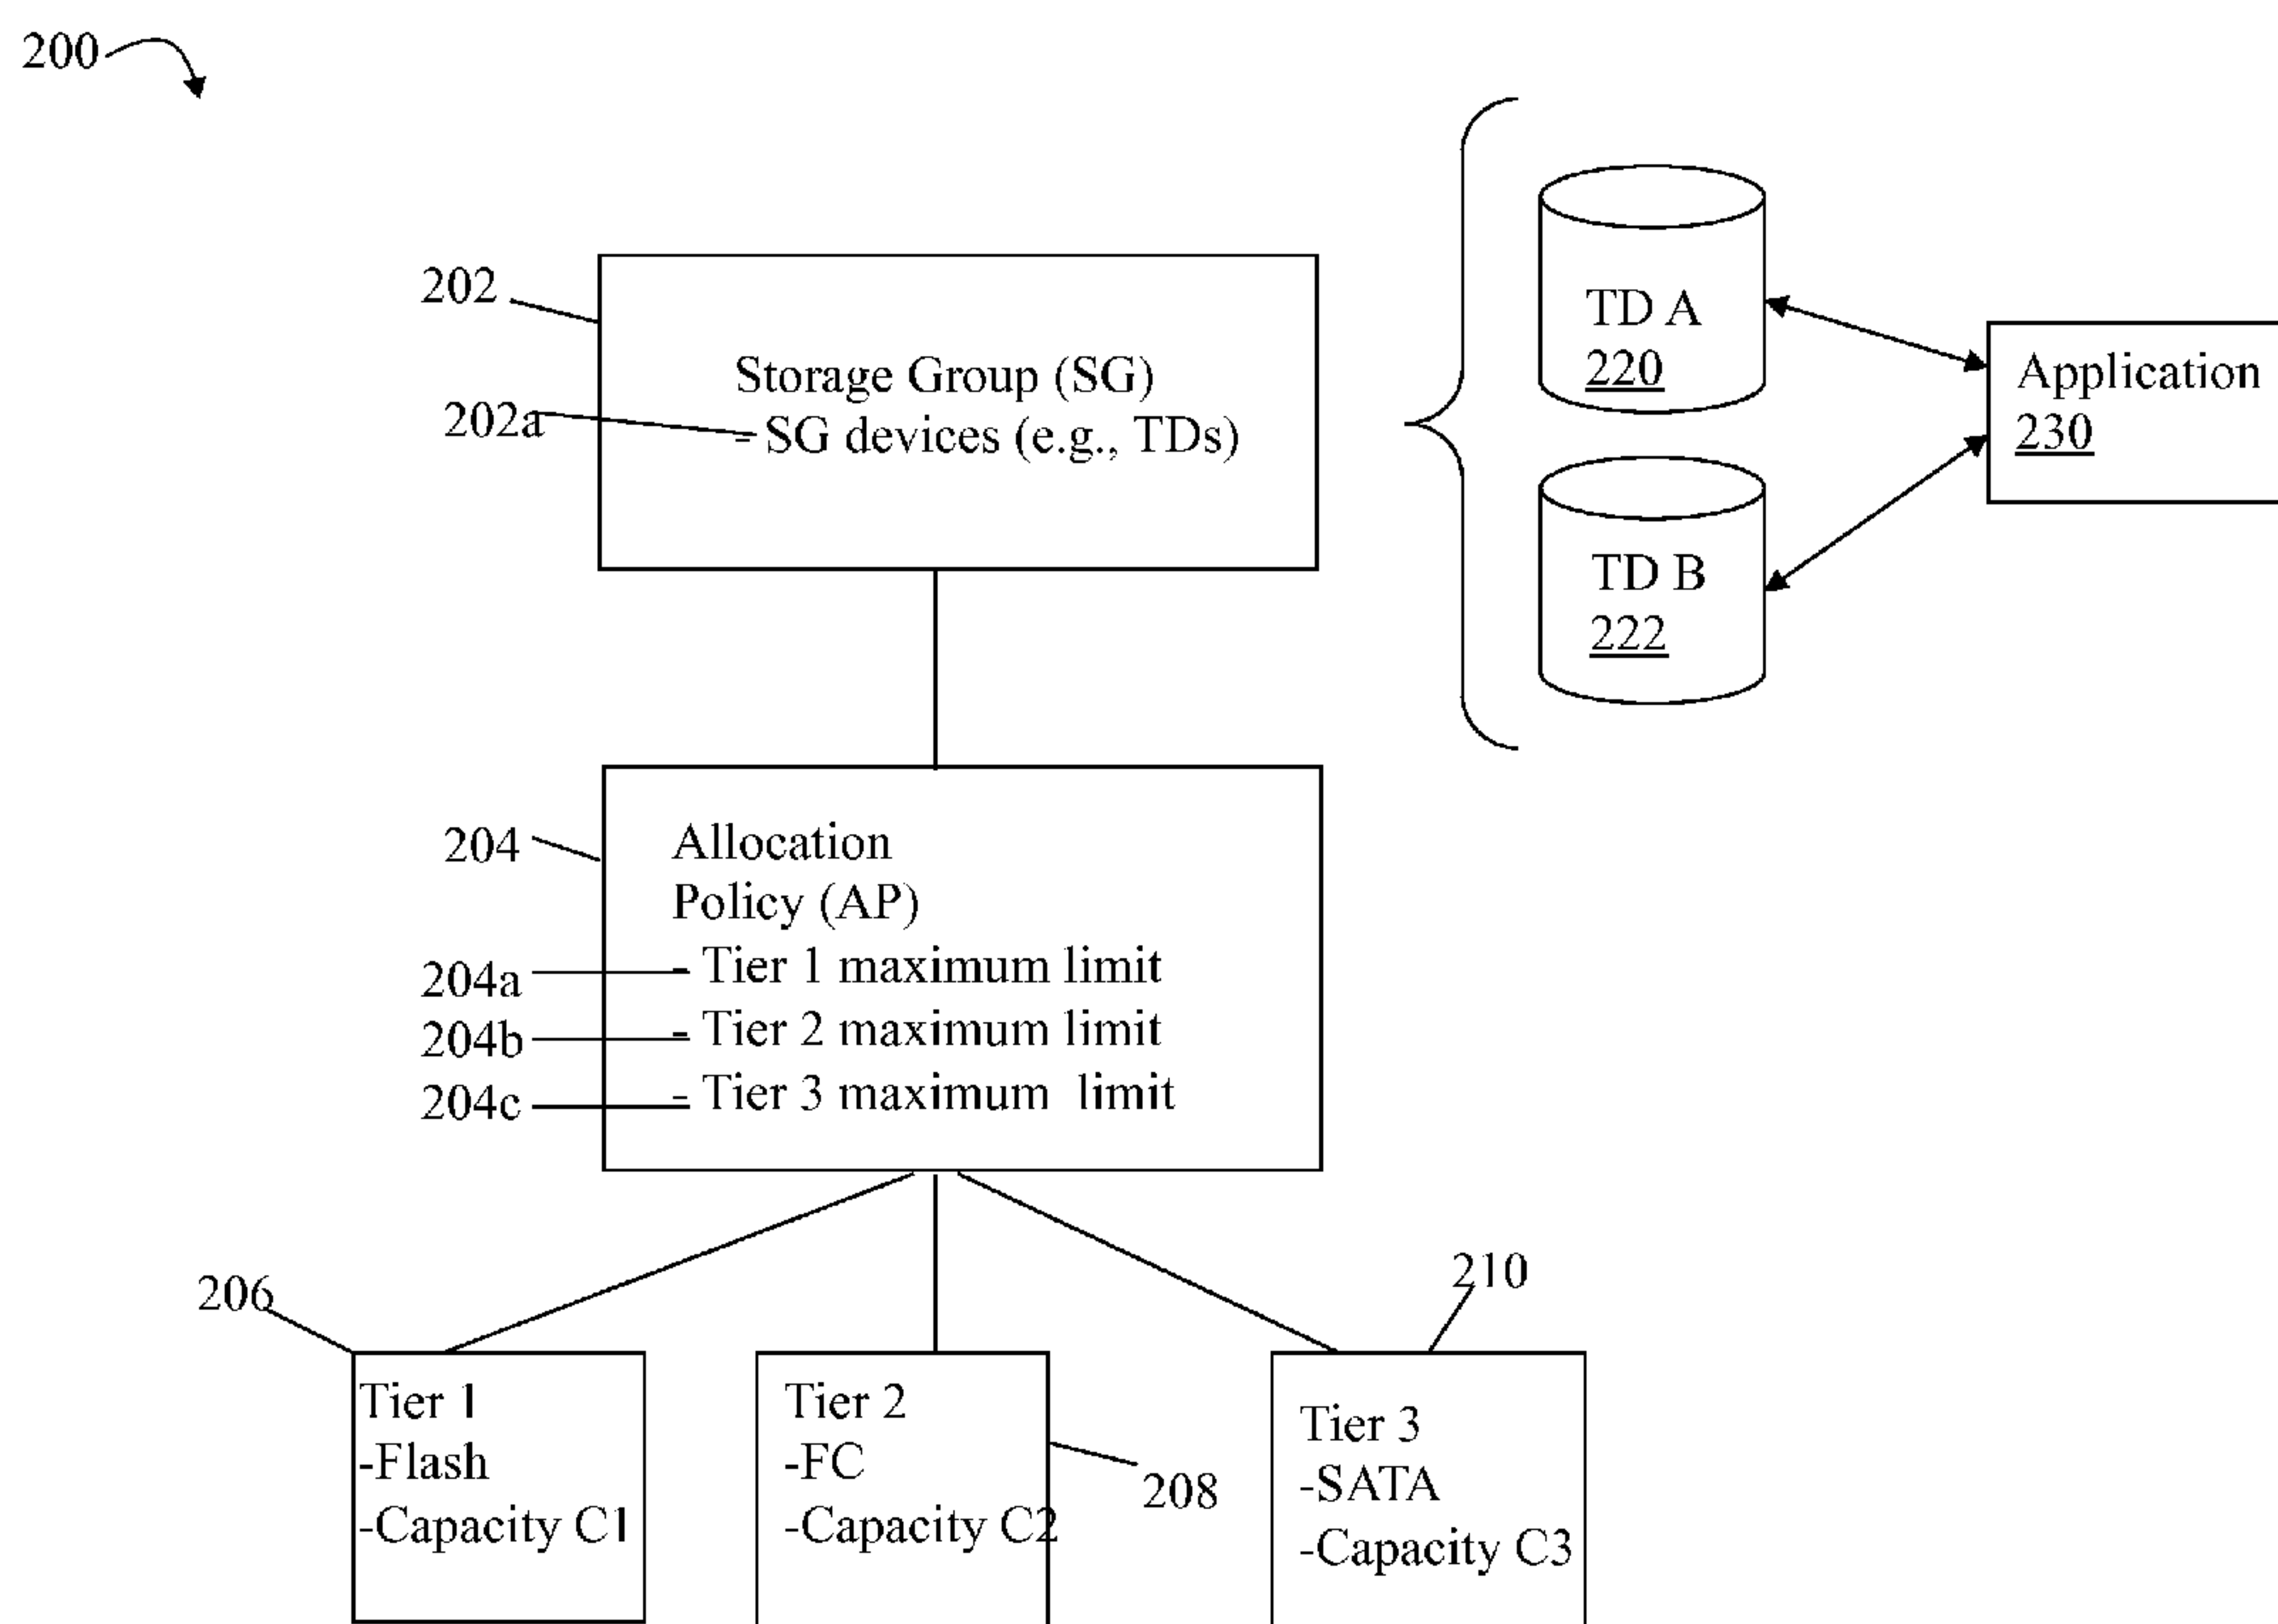 200
202
Storage Group (SG)
202a
- SG devices (e.g., TDs)
TD A
220
TD B
222
Application
230
204
Allocation
Policy (AP)
204a
- Tier 1 maximum limit
204b
- Tier 2 maximum limit
204c
- Tier 3 maximum limit
206
Tier 1
-Flash
-Capacity C1
Tier 2
-FC
-Capacity C2
208
210
Tier 3
-SATA
-Capacity C3